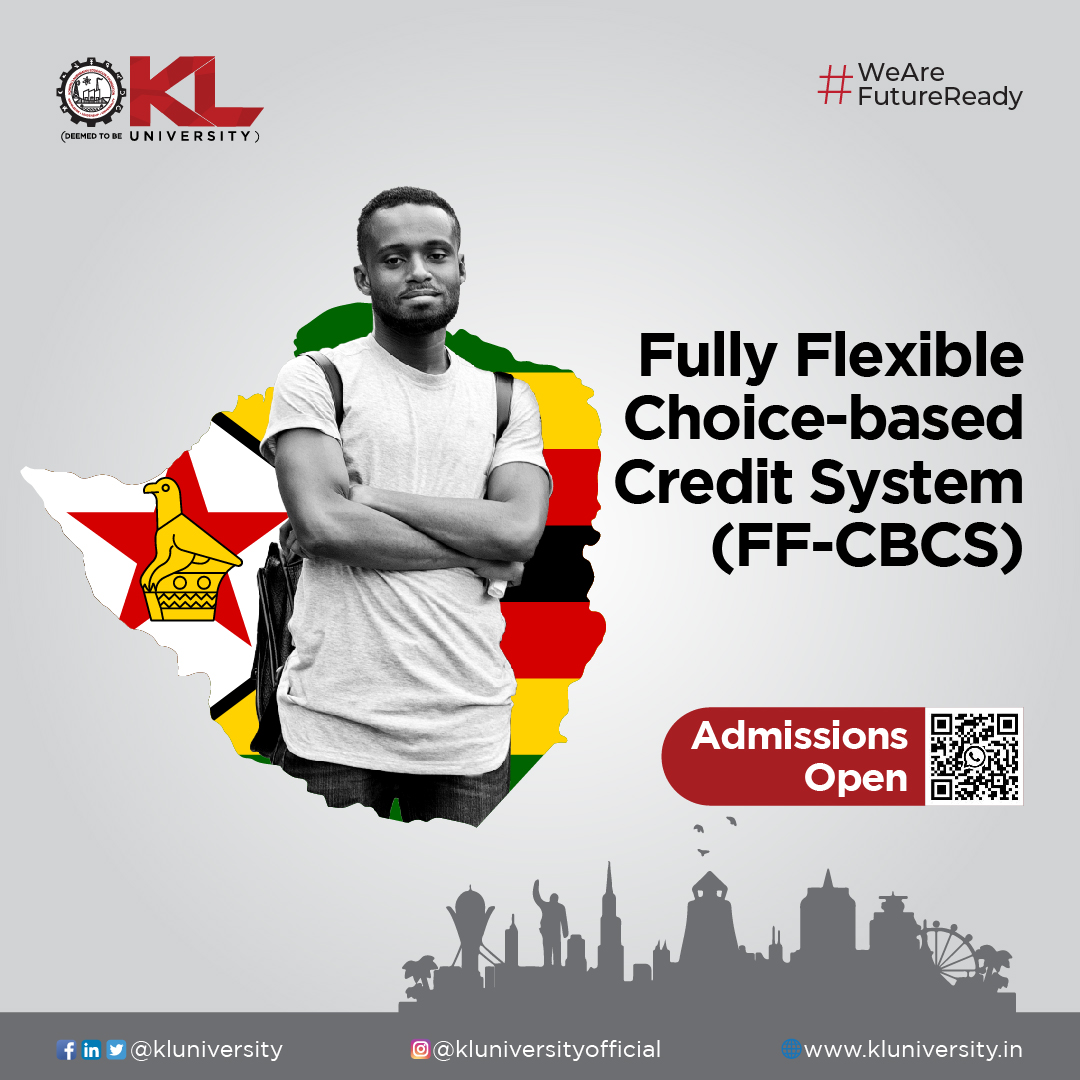 KL
(DEEMED TO BE UNIVERSITY)
#WeAre
FutureReady
Fully Flexible
Choice-based
Credit System
(FF-CBCS)
Admissions
Open
@kluniversity
@kluniversityofficial
www.kluniversity.in